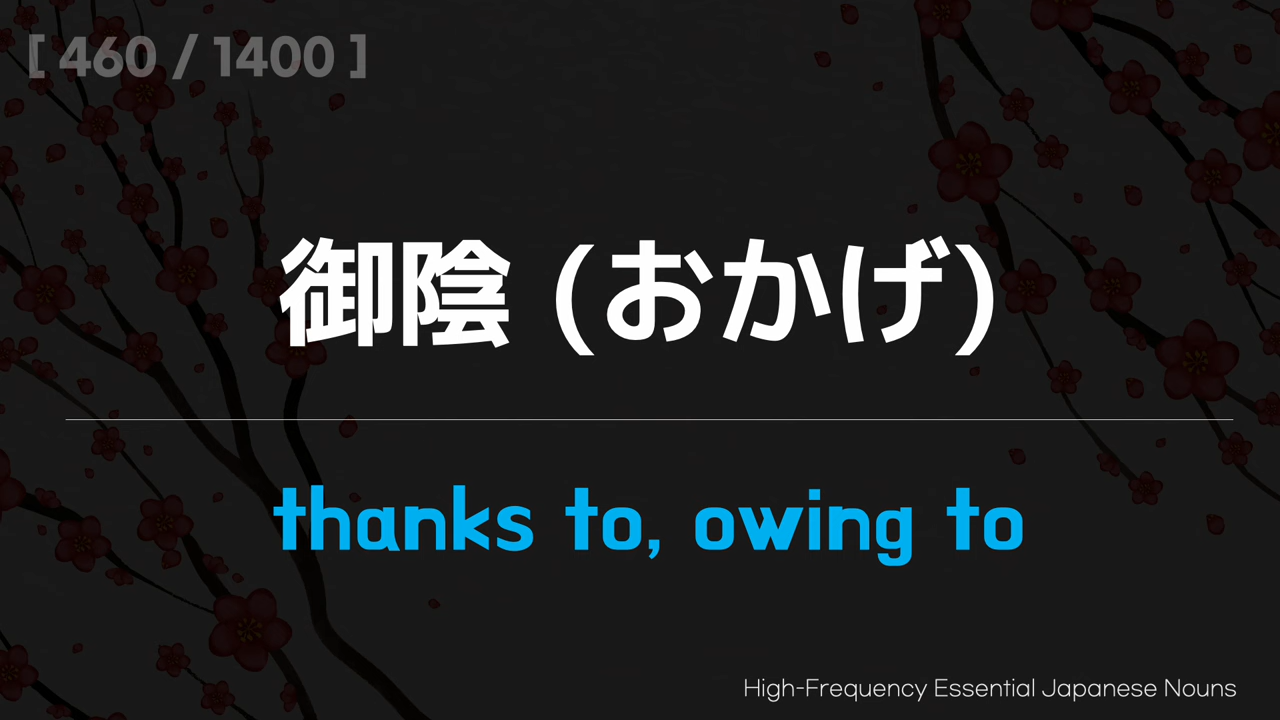 [ 460 / 1400 ]
御陰 (おかげ)
thanks to, owing to
High-Frequency Essential Japanese Nouns